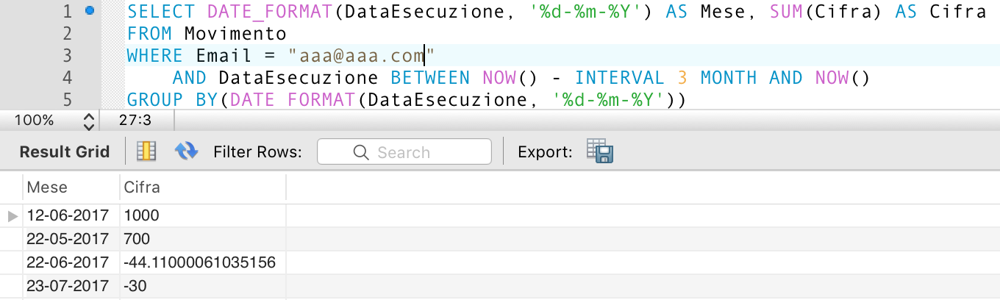 1 SELECT DATE_FORMAT(DataEsecuzione, '%d-%m-%Y') AS Mese, SUM(Cifra) AS Cifra
2 FROM Movimento
3 WHERE Email = "aaa@aaa.com"
4 AND DataEsecuzione BETWEEN NOW() - INTERVAL 3 MONTH AND NOW()
5 GROUP BY(DATE_FORMAT(DataEsecuzione, '%d-%m-%Y'))
100% 27:3
Result Grid Filter Rows: Search Export:
Mese Cifra
12-06-2017 1000
22-05-2017 700
22-06-2017 -44.11000061035156
23-07-2017 -30